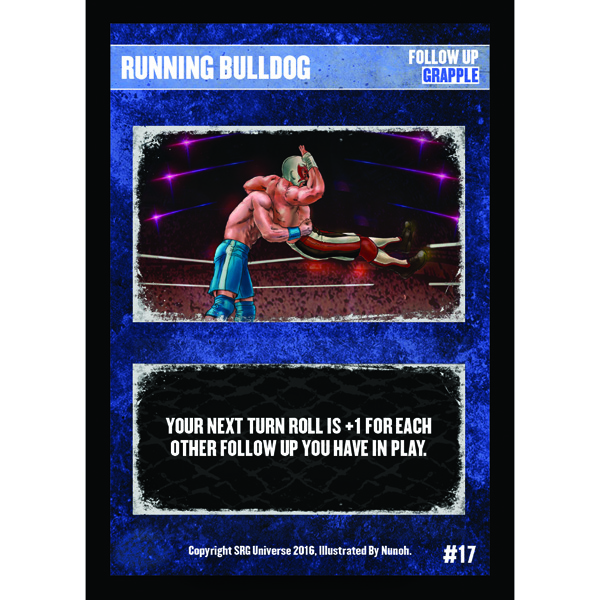 RUNNING BULLDOG
FOLLOW UP
GRAPPLE
YOUR NEXT TURN ROLL IS +1 FOR EACH
OTHER FOLLOW UP YOU HAVE IN PLAY.
Copyright SRG Universe 2016, Illustrated By Nunoh.
#17